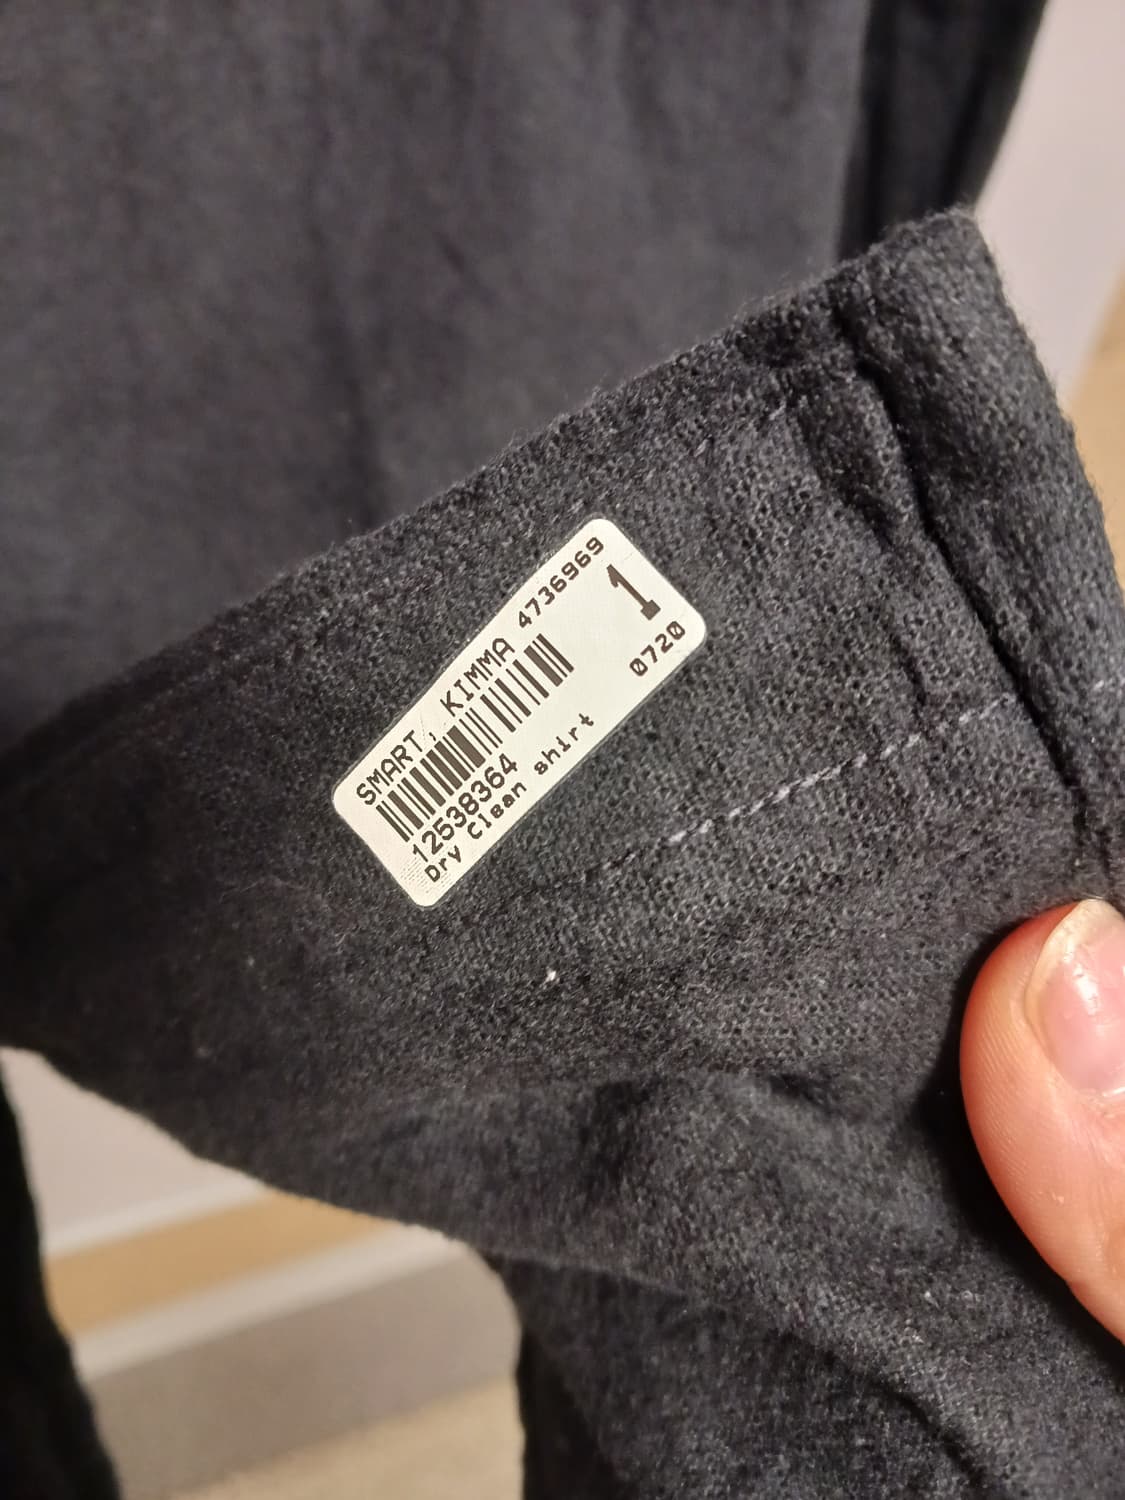 SMART, KIMMA 4736969
1
12538364
Dry Clean shirt
0720